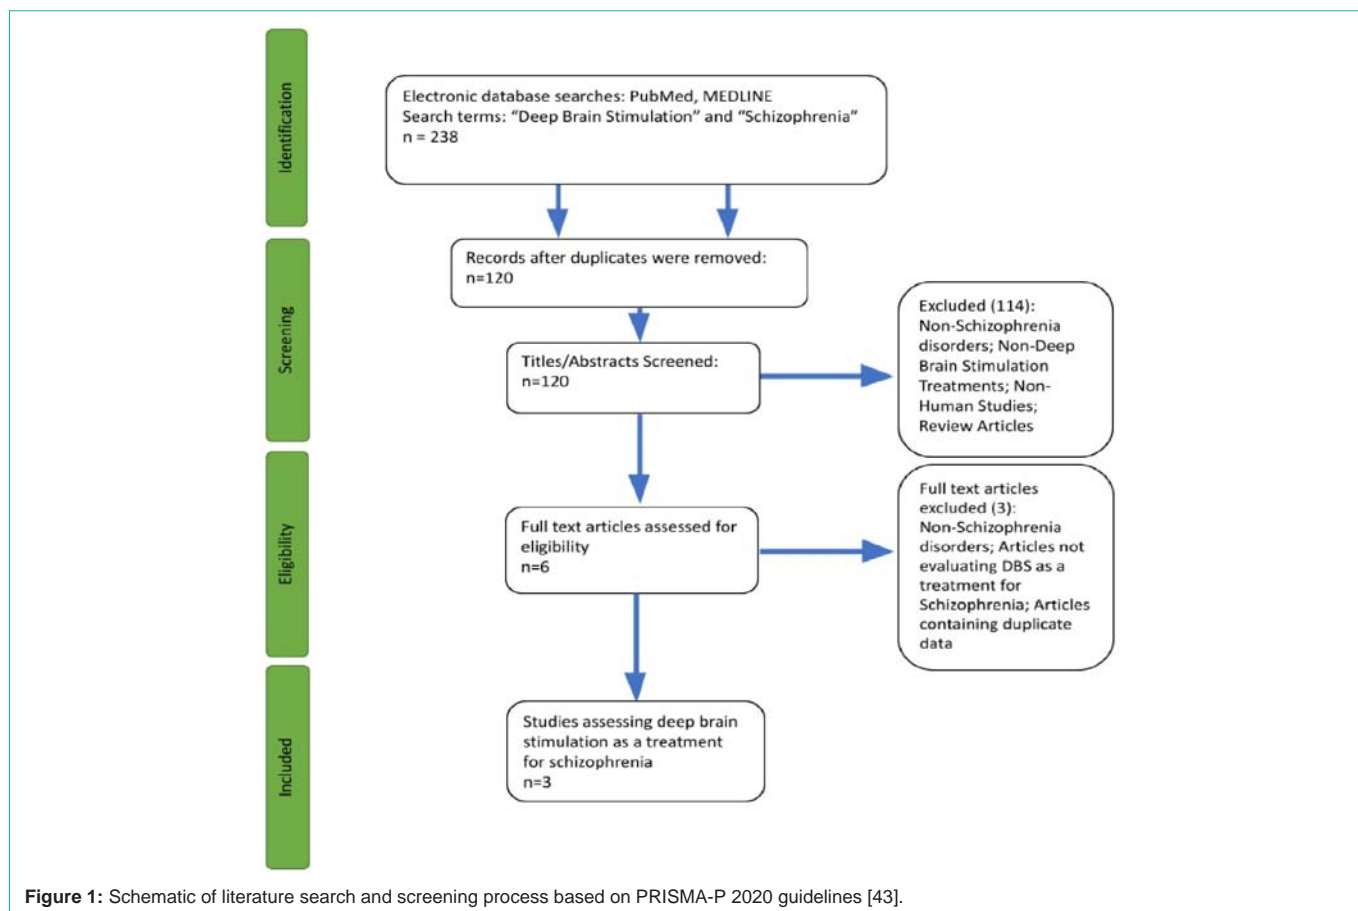 Identification
Electronic database searches: PubMed, MEDLINE
Search terms: “Deep Brain Stimulation” and “Schizophrenia”
n = 238
Screening
Records after duplicates were removed:
n=120
Titles/Abstracts Screened:
n=120
Excluded (114):
Non-Schizophrenia
disorders; Non-Deep
Brain Stimulation
Treatments; Non-
Human Studies;
Review Articles
Eligibility
Full text articles assessed for
eligibility
n=6
Full text articles
excluded (3):
Non-Schizophrenia
disorders; Articles not
evaluating DBS as a
treatment for
Schizophrenia; Articles
containing duplicate
data
Included
Studies assessing deep brain
stimulation as a treatment
for schizophrenia
n=3
Figure 1: Schematic of literature search and screening process based on PRISMA-P 2020 guidelines [43].